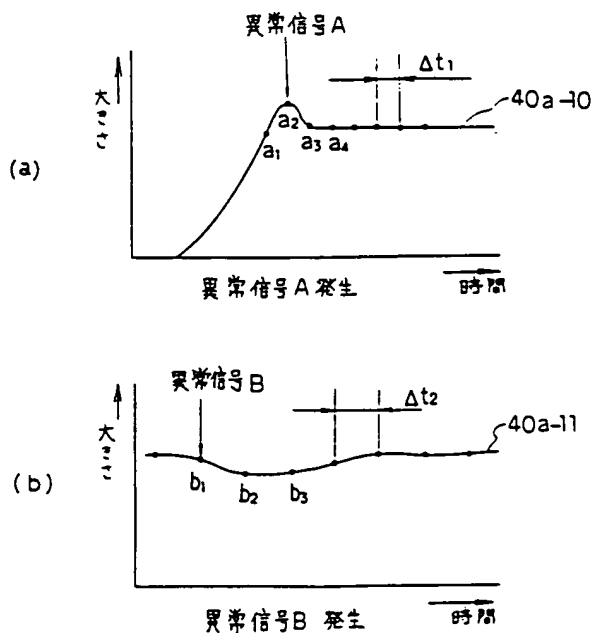 異常信号A
Δt1
40a-10
大きさ
(a)
a1
a2
a3
a4
異常信号A発生
時間
異常信号B
Δt2
40a-11
大きさ
(b)
b1
b2
b3
異常信号B発生
時間